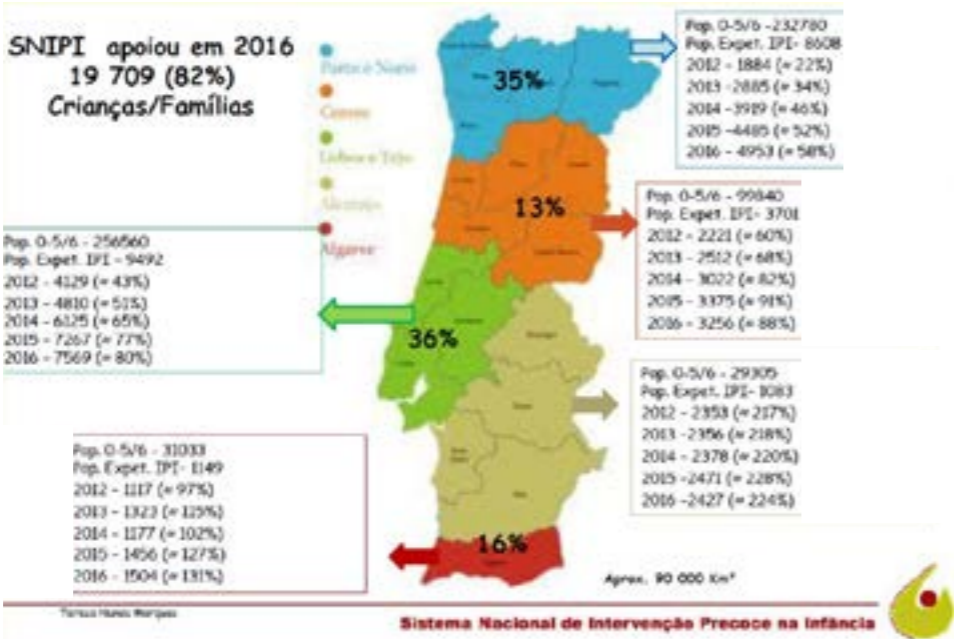 SNIPI apoiou em 2016
19 709 (82%)
Crianças/Famílias
Centro
Lisboa e Tejo
Alentejo
Algarve
35%
13%
36%
16%
Pop. 0-5/6 -232780
Pop. Expet. IPI- 8608
2012 - 1884 (≈ 22%)
2013 -2885 (≈ 34%)
2014 -3919 (≈ 46%)
2015 -4485 (≈ 52%)
2016 - 4953 (≈ 58%)
Pop. 0-5/6 - 99840
Pop. Expet. IPI- 3701
2012 - 2221 (≈ 60%)
2013 - 2512 (≈ 68%)
2014 - 3022 (≈ 82%)
2015 - 3375 (≈ 91%)
2016 - 3256 (≈ 88%)
Pop. 0-5/6 - 256560
Pop. Expet. IPI - 9492
2012 - 4129 (≈ 43%)
2013 - 4810 (≈ 51%)
2014 - 6125 (≈ 65%)
2015 - 7267 (≈ 77%)
2016 - 7569 (≈ 80%)
Pop. 0-5/6 - 29305
Pop. Expet. IPI- 1083
2012 - 2353 (≈ 217%)
2013 -2356 (≈ 218%)
2014 - 2378 (≈ 220%)
2015 -2471 (≈ 228%)
2016 -2427 (≈ 224%)
Pop. 0-5/6 - 31033
Pop. Expet. IPI- 1149
2012 - 1117 (≈ 97%)
2013 - 1323 (≈ 115%)
2014 - 1177 (≈ 102%)
2015 - 1456 (≈ 127%)
2016 - 1504 (≈ 131%)
Aprox. 90 000 Km²
Teresa Nunes Marques
Sistema Nacional de Intervenção Precoce na Infância